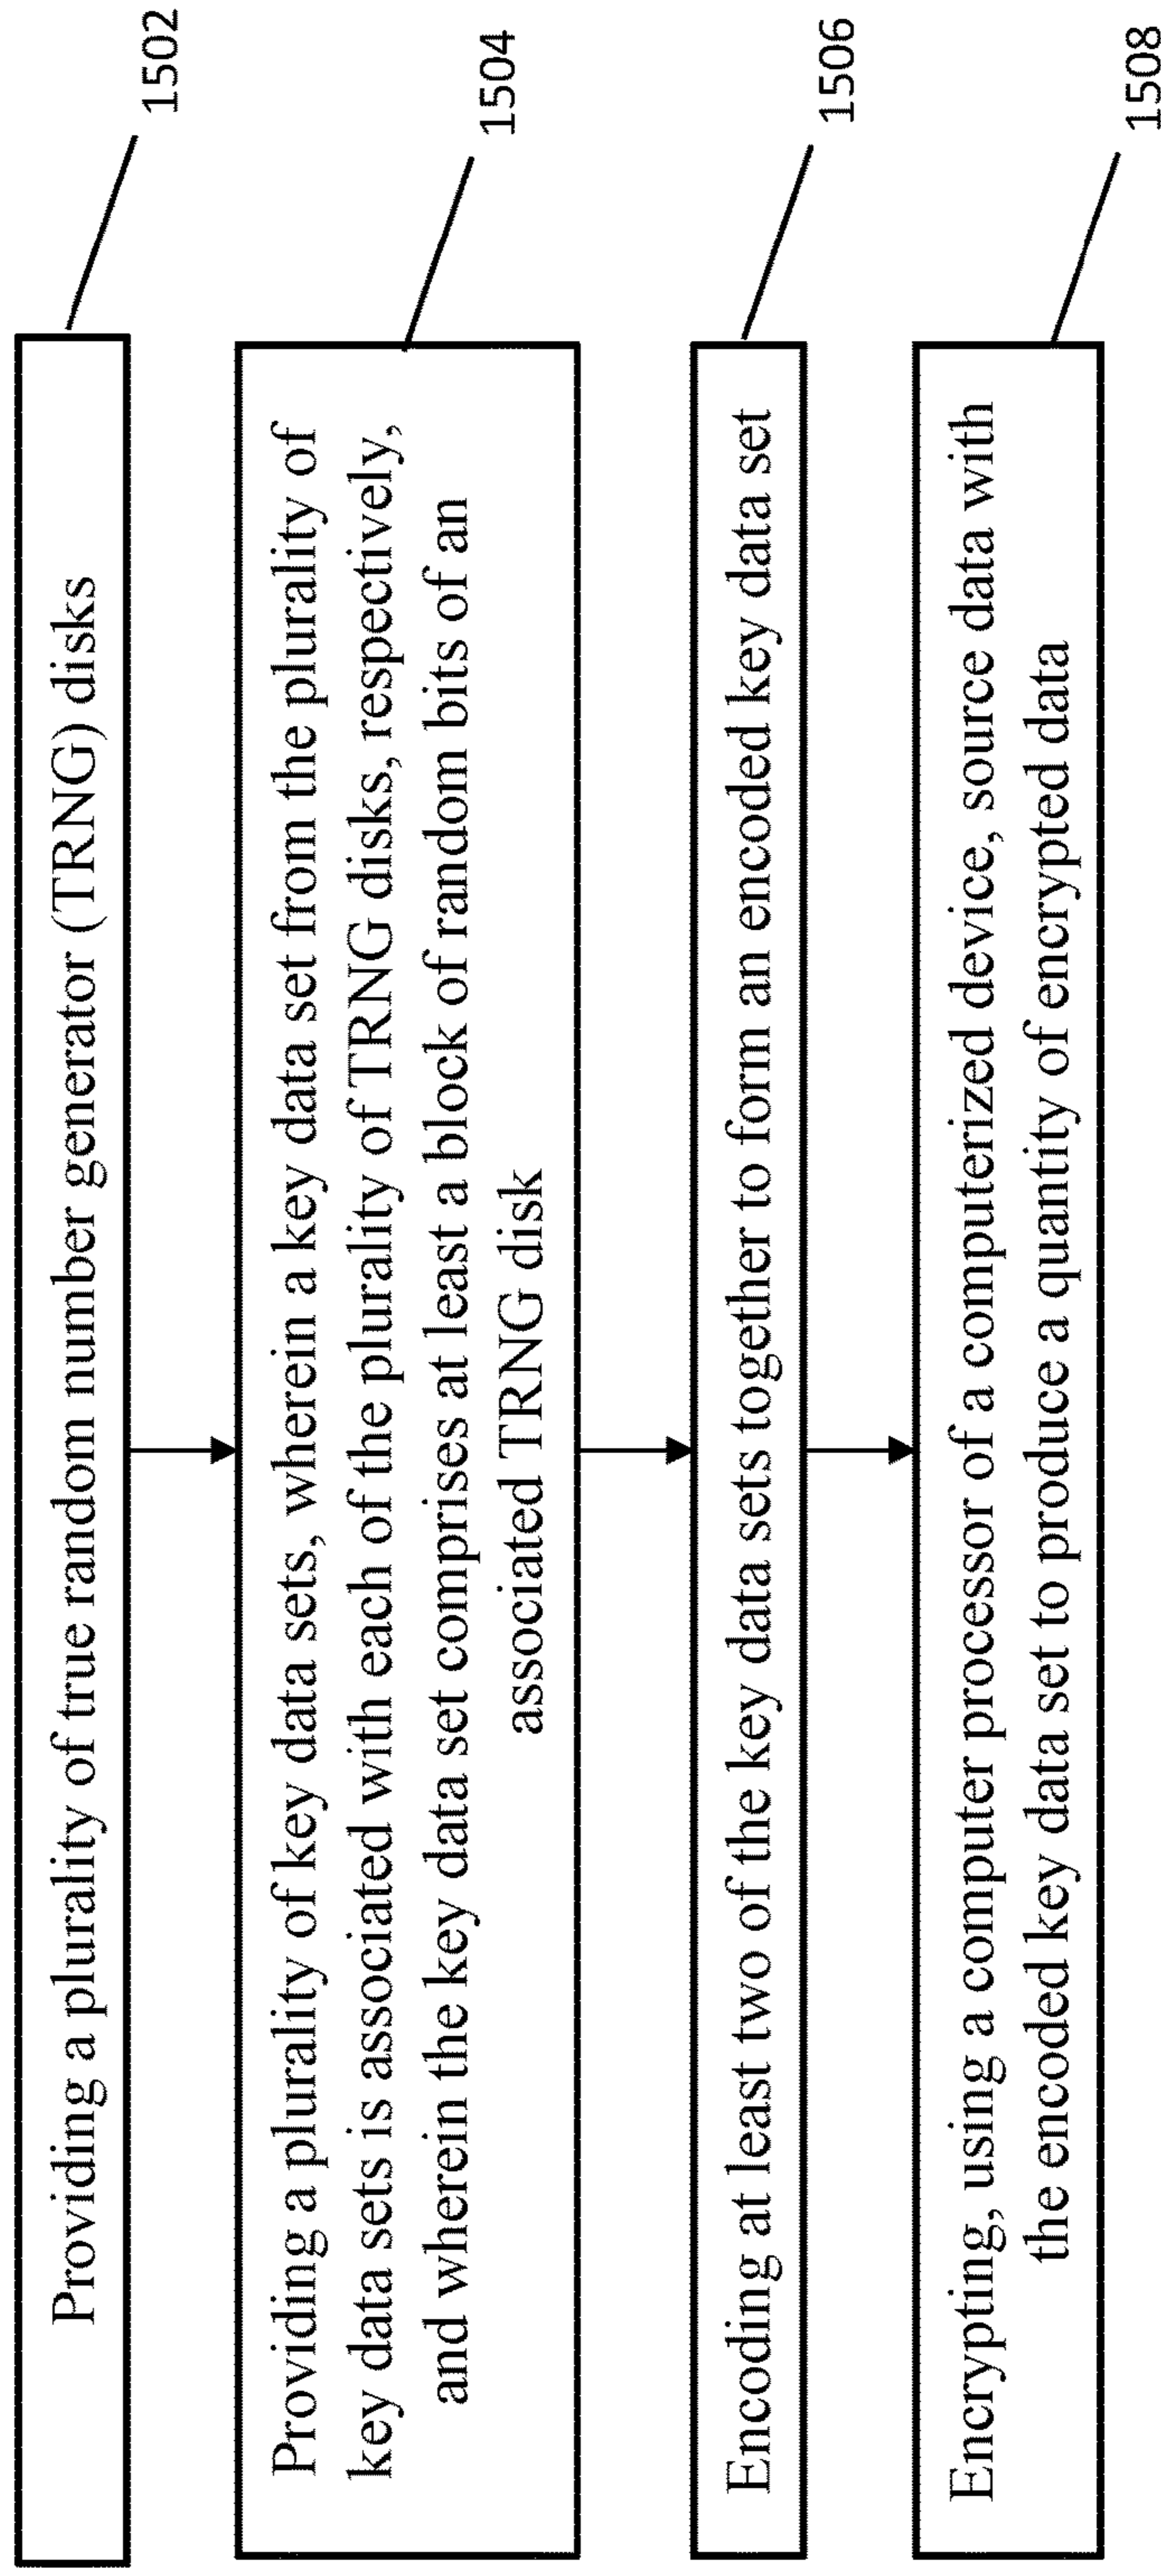 Providing a plurality of true random number generator (TRNG) disks
1502
Providing a plurality of key data sets, wherein a key data set from the plurality of
key data sets is associated with each of the plurality of TRNG disks, respectively,
and wherein the key data set comprises at least a block of random bits of an
associated TRNG disk
1504
Encoding at least two of the key data sets together to form an encoded key data set
1506
Encrypting, using a computer processor of a computerized device, source data with
the encoded key data set to produce a quantity of encrypted data
1508